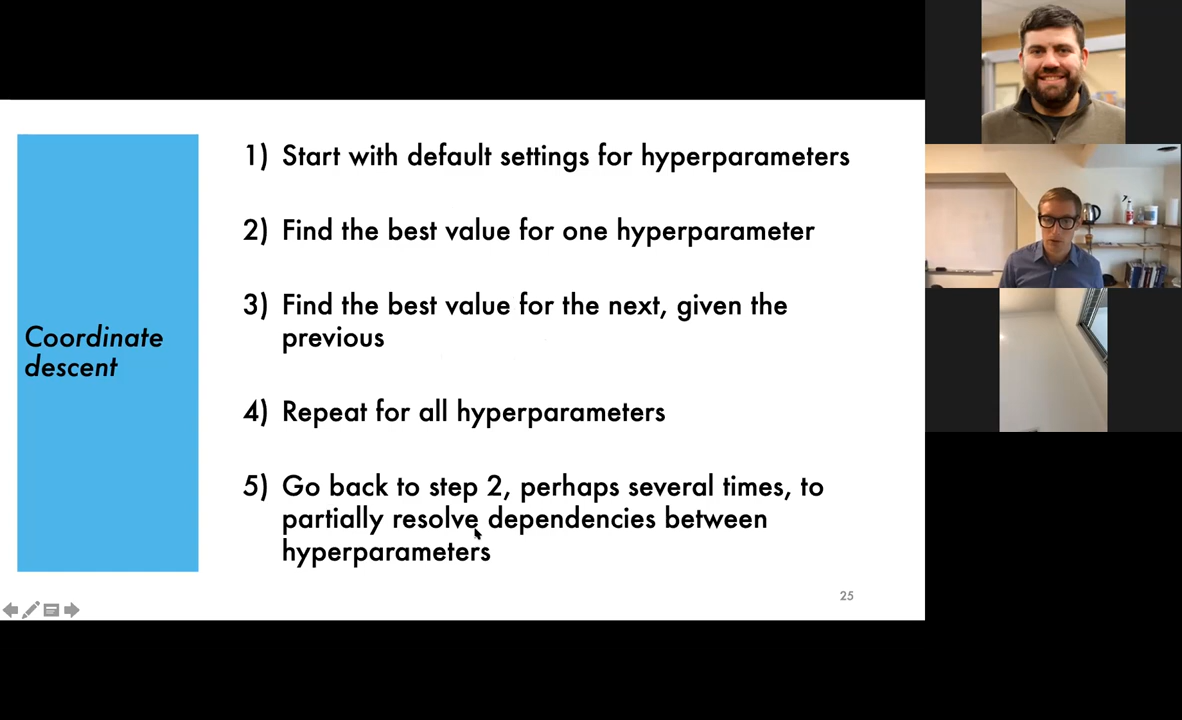 Coordinate
descent
1) Start with default settings for hyperparameters
2) Find the best value for one hyperparameter
3) Find the best value for the next, given the
previous
4) Repeat for all hyperparameters
5) Go back to step 2, perhaps several times, to
partially resolve dependencies between
hyperparameters
25